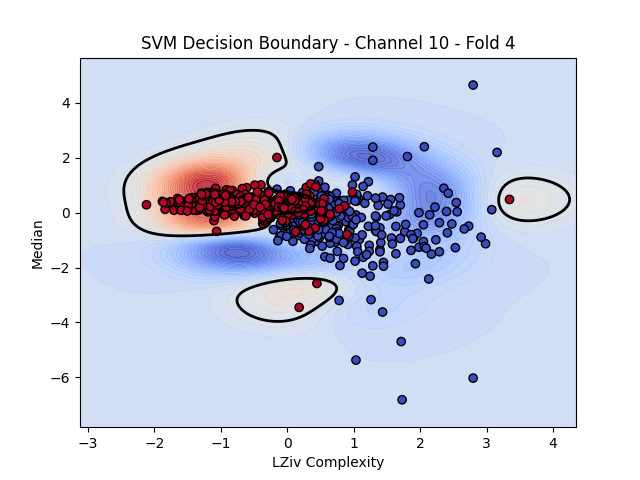 SVM Decision Boundary - Channel 10 - Fold 4
4
2
0
−2
−4
−6
Median
−3 −2 −1 0 1 2 3 4
LZiv Complexity